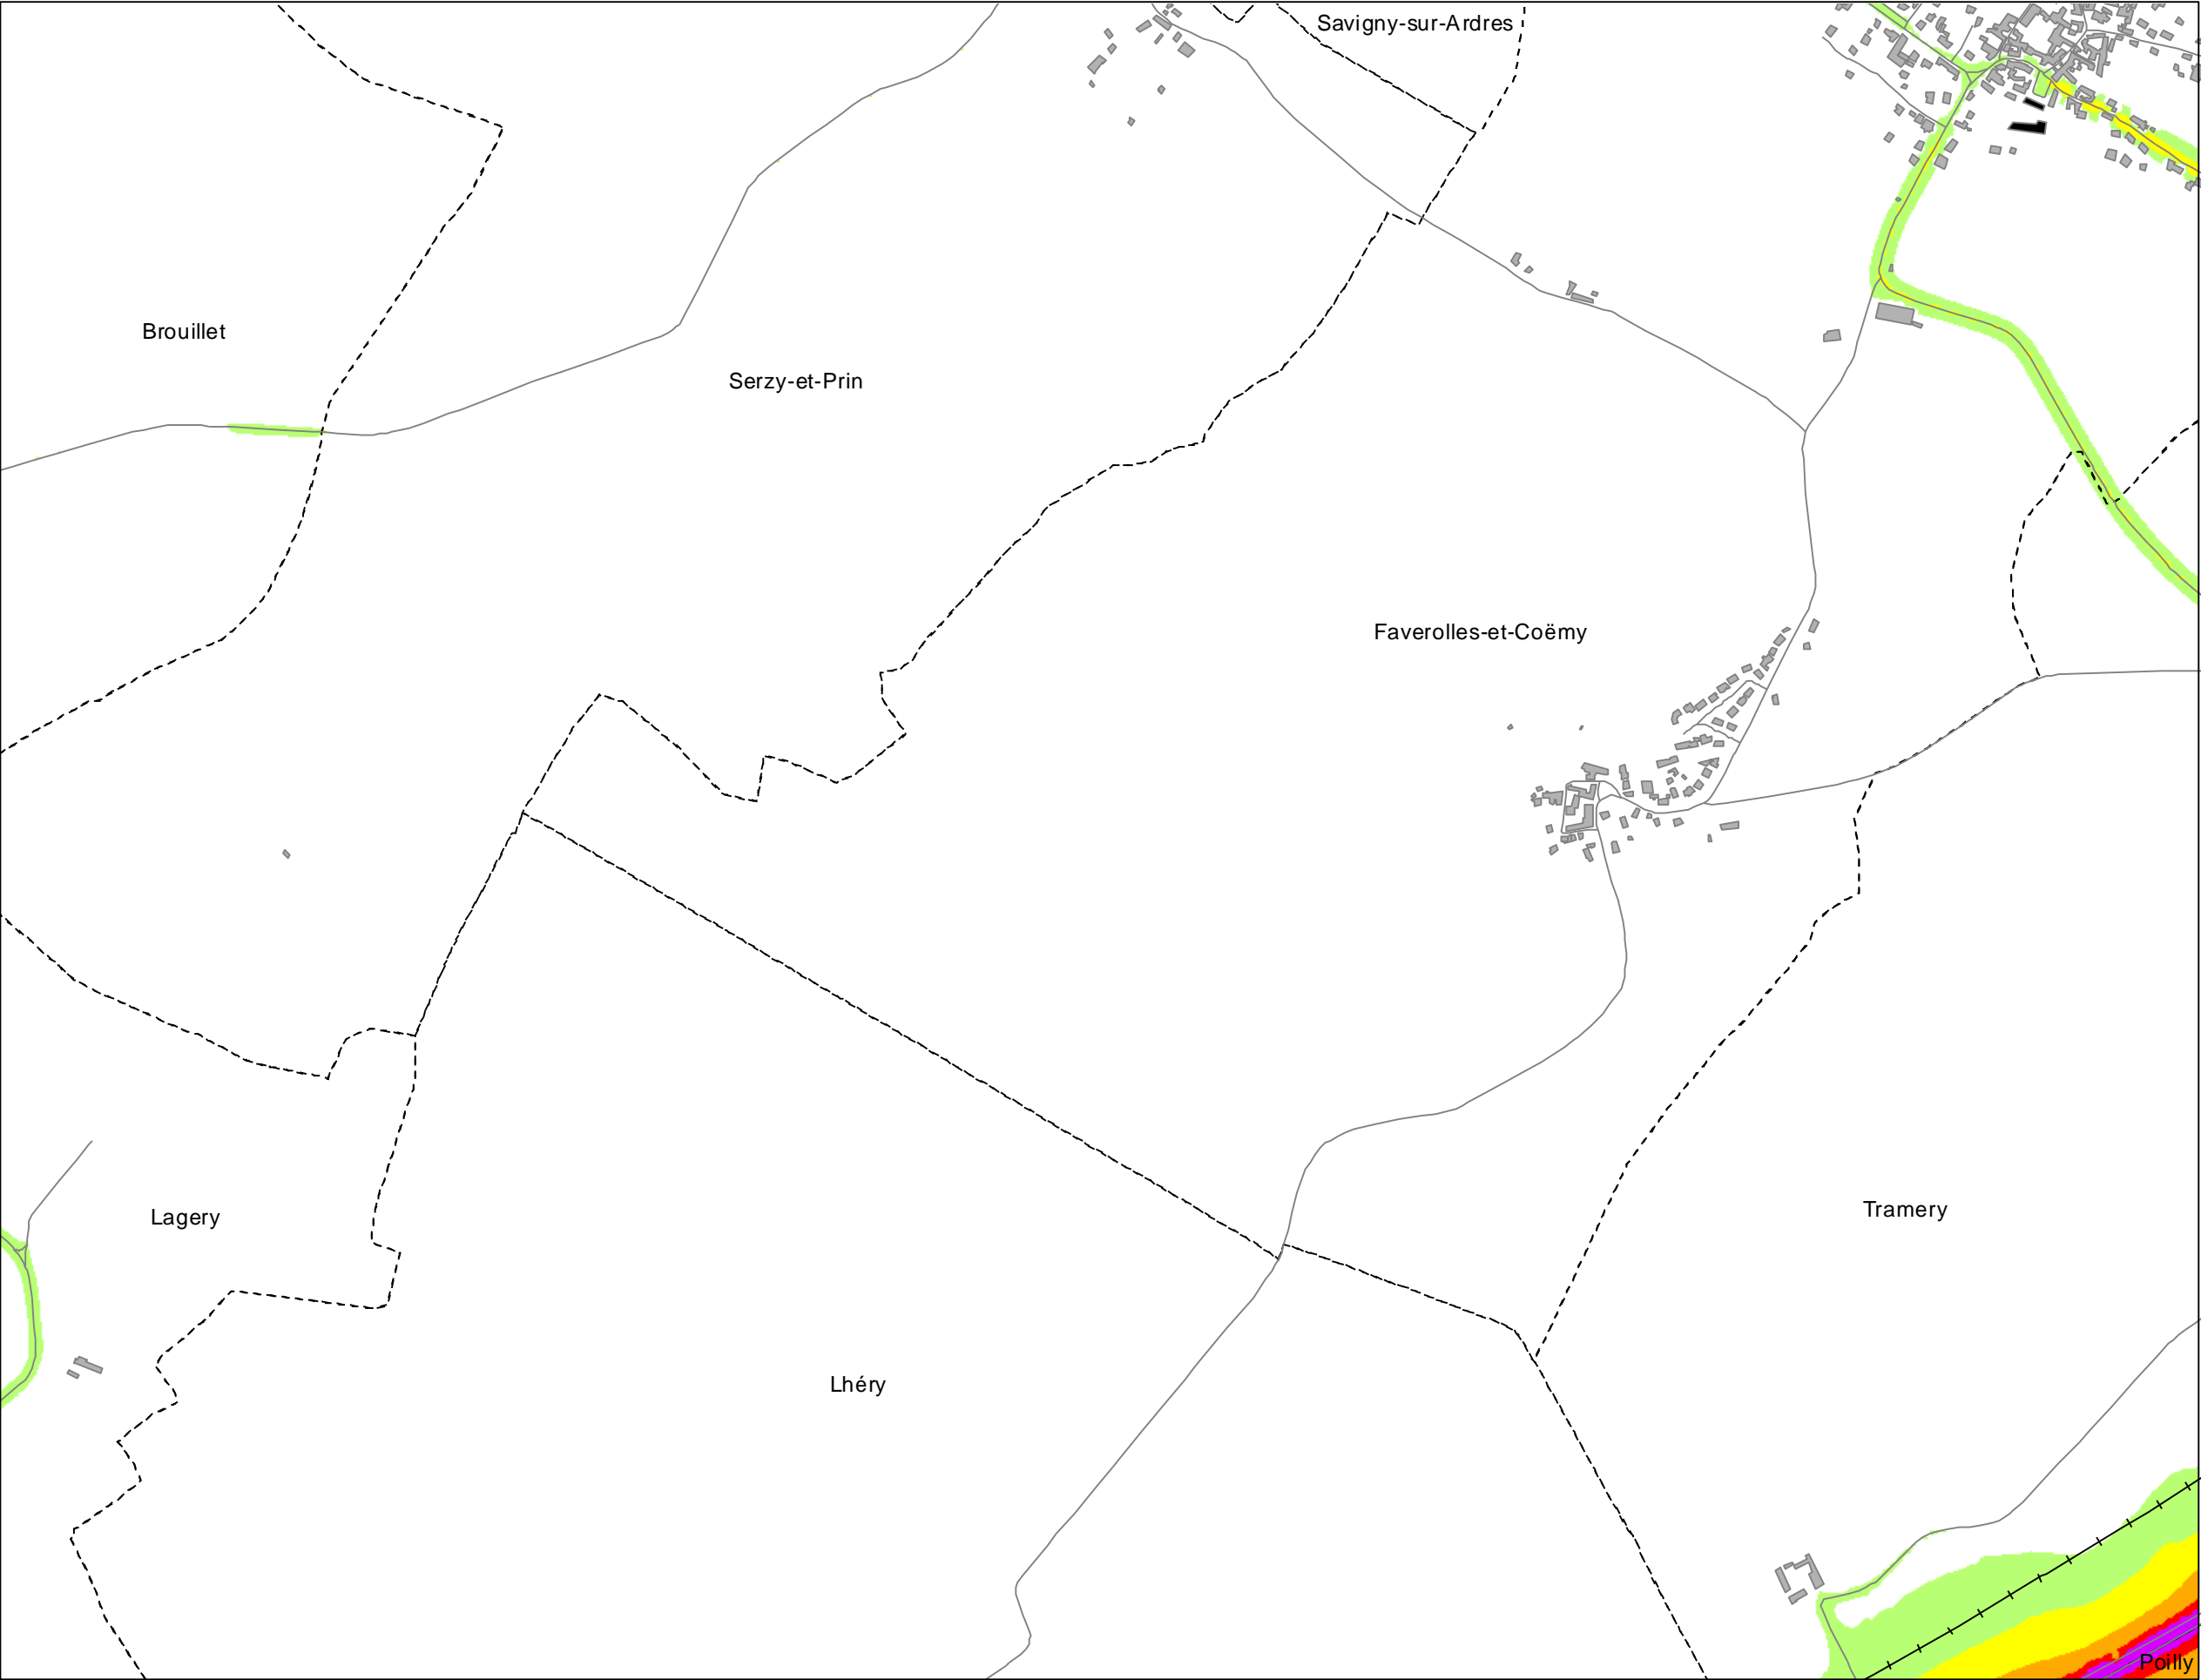 Savigny-sur-Ardres
Brouillet
Serzy-et-Prin
Faverolles-et-Coëmy
Tramery
Lagery
Lhéry
Poilly